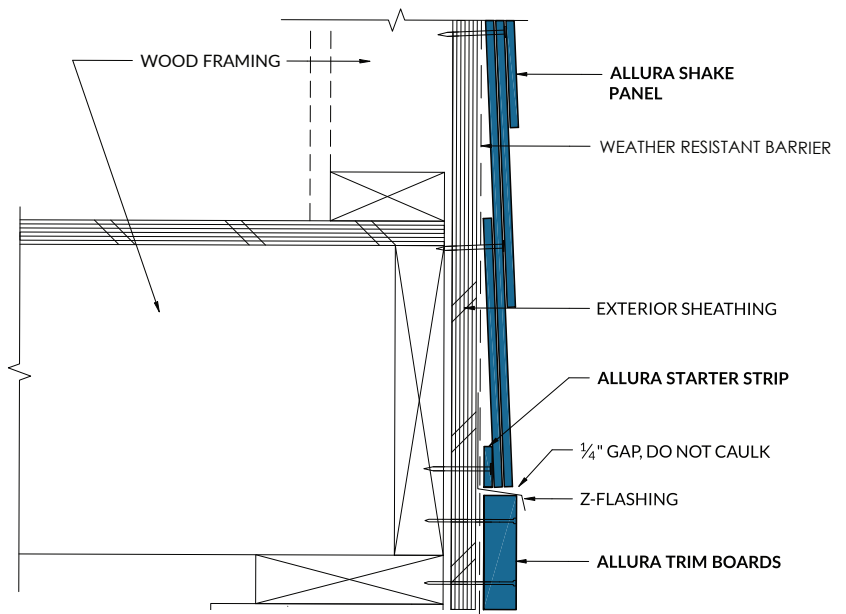 WOOD FRAMING
ALLURA SHAKE
PANEL
WEATHER RESISTANT BARRIER
EXTERIOR SHEATHING
ALLURA STARTER STRIP
¼" GAP, DO NOT CAULK
Z-FLASHING
ALLURA TRIM BOARDS